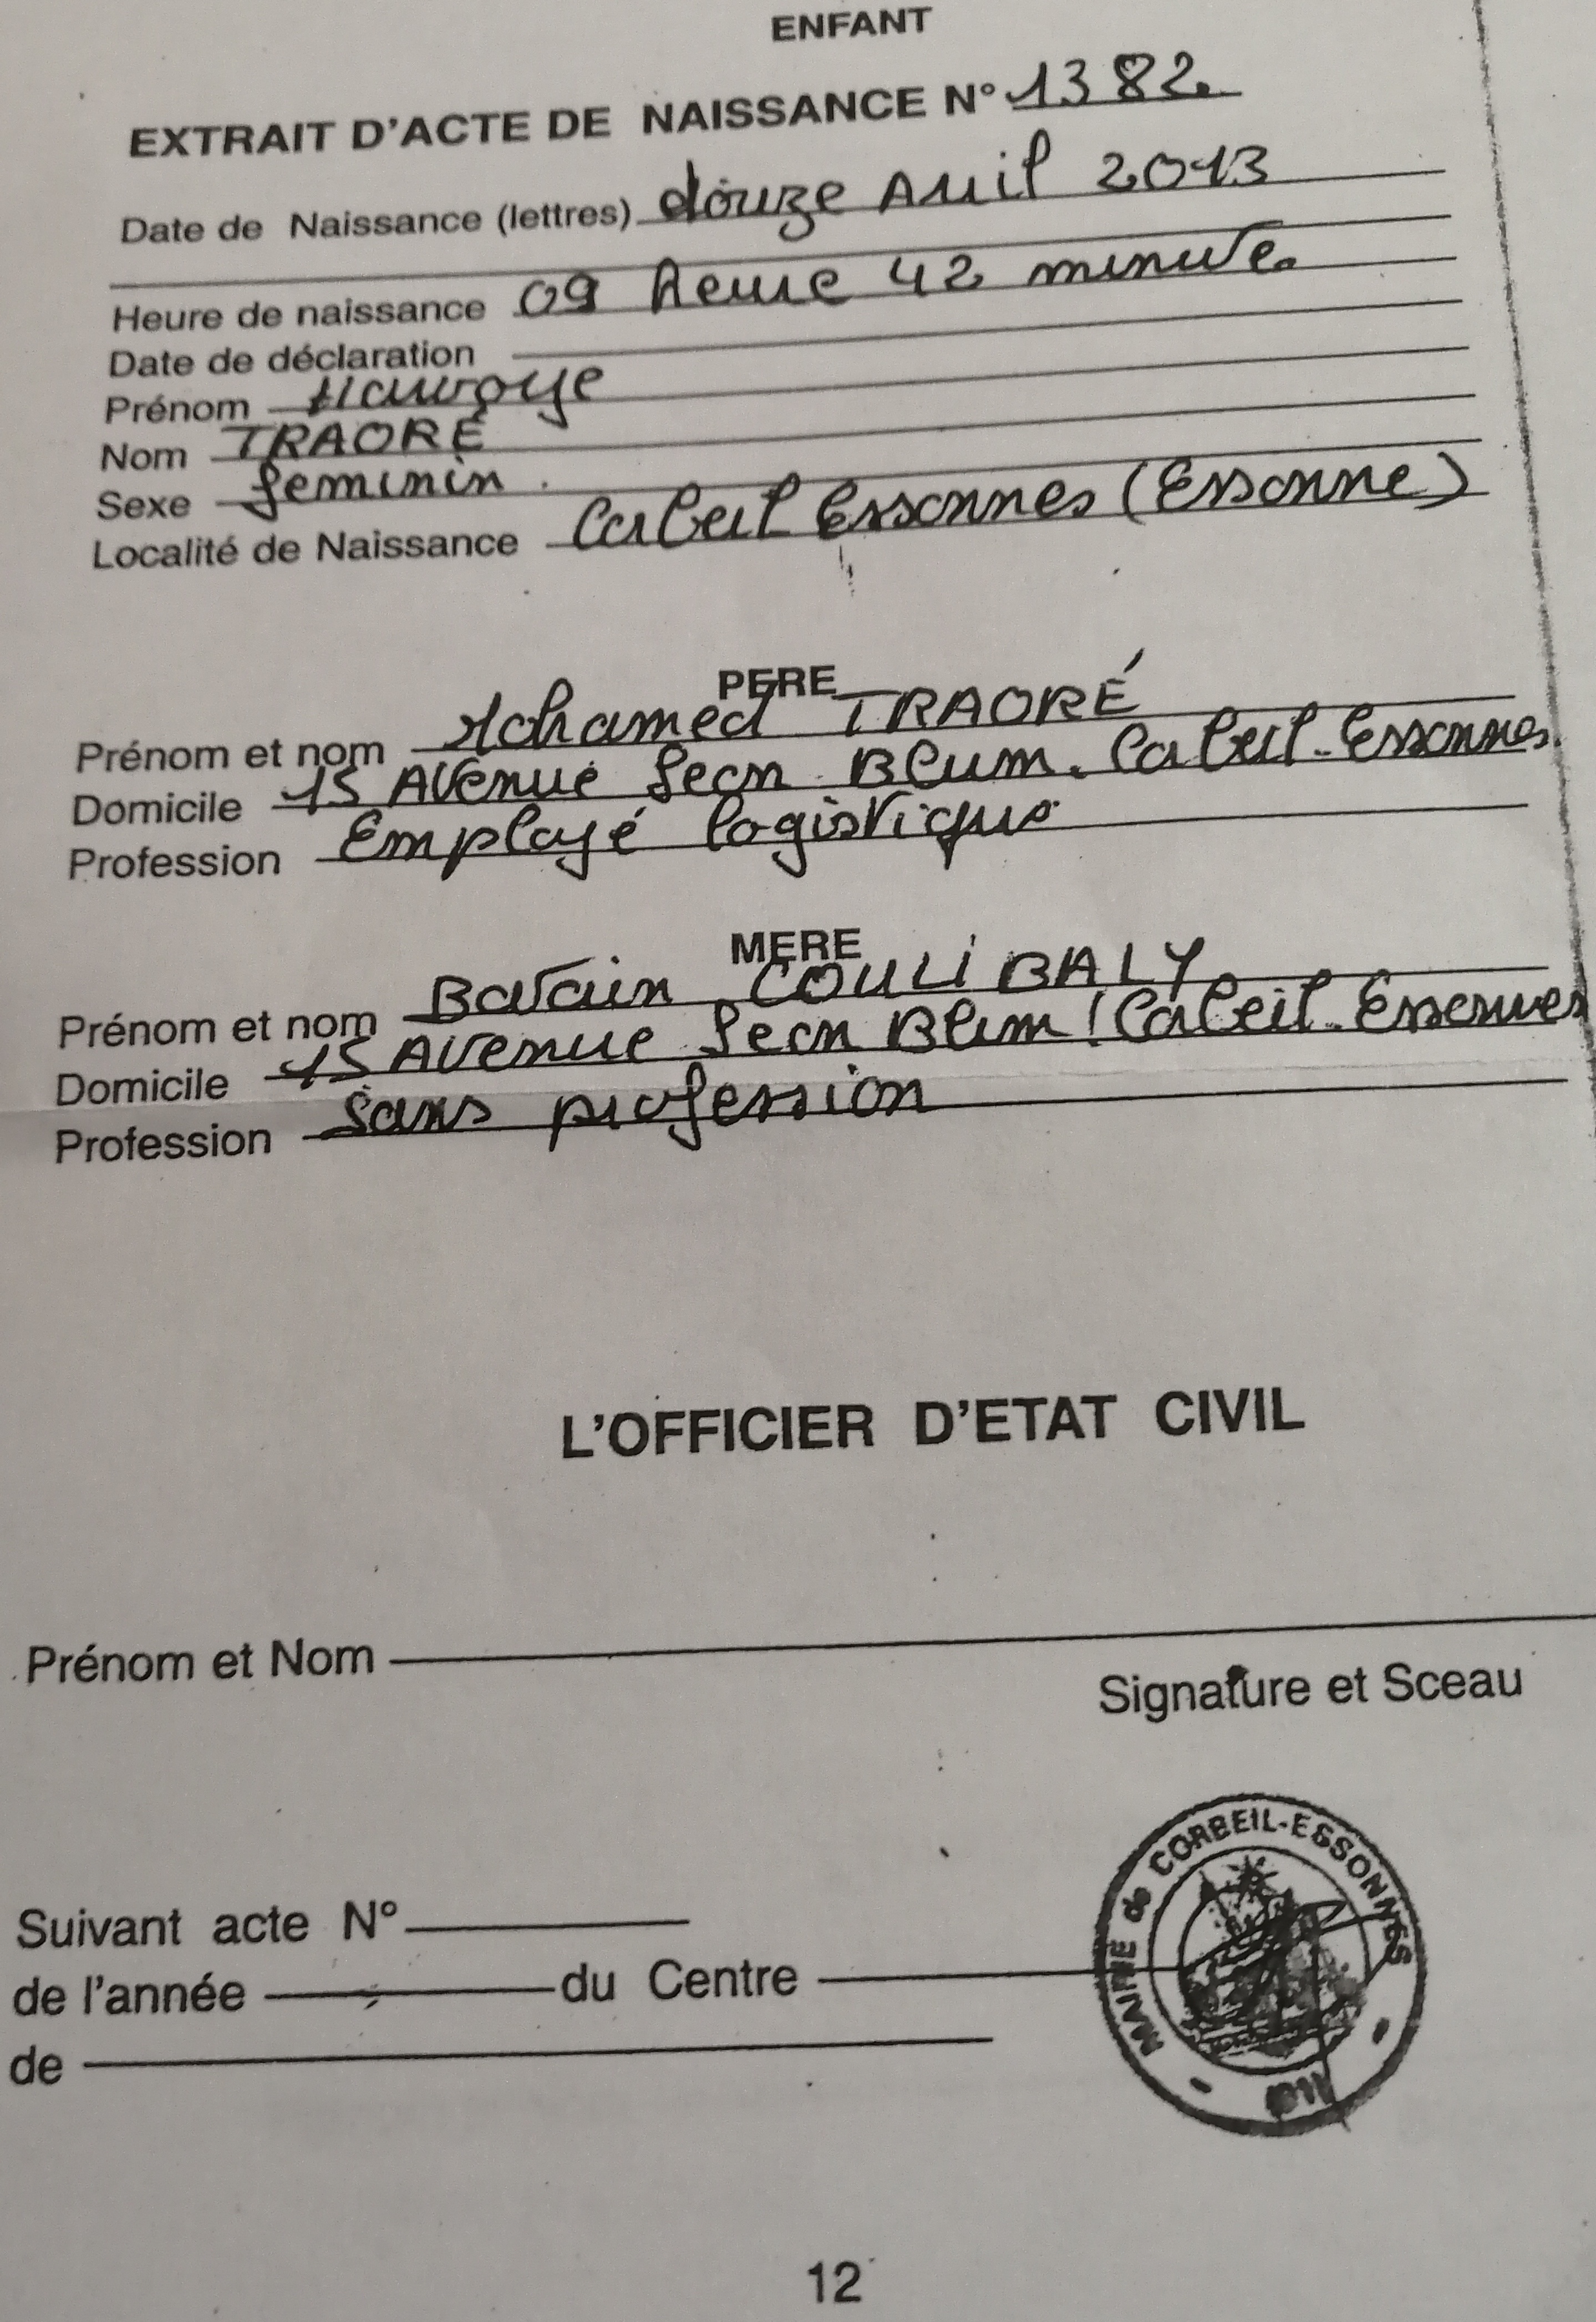 ENFANT
EXTRAIT D'ACTE DE NAISSANCE N° 1382
Date de Naissance (lettres) douze Avril 2013
Heure de naissance 09 heure 42 minute
Date de déclaration
Prénom Hawoye
Nom TRAORÉ
Sexe feminin
Localité de Naissance Corbeil Essonnes (Essonne)
PERE
Prénom et nom Mohamed TRAORÉ
Domicile 15 Avenue Leon Blum. Corbeil-Essonnes
Profession Employé logistique
MERE
Prénom et nom COULIBALY
Domicile 15 Avenue Leon Blum Corbeil-Essonnes
Profession Sans profession
L'OFFICIER D'ETAT CIVIL
Prénom et Nom
Signature et Sceau
MAIRIE de CORBEIL-ESSONNES
Suivant acte N°
de l'année du Centre
de
12